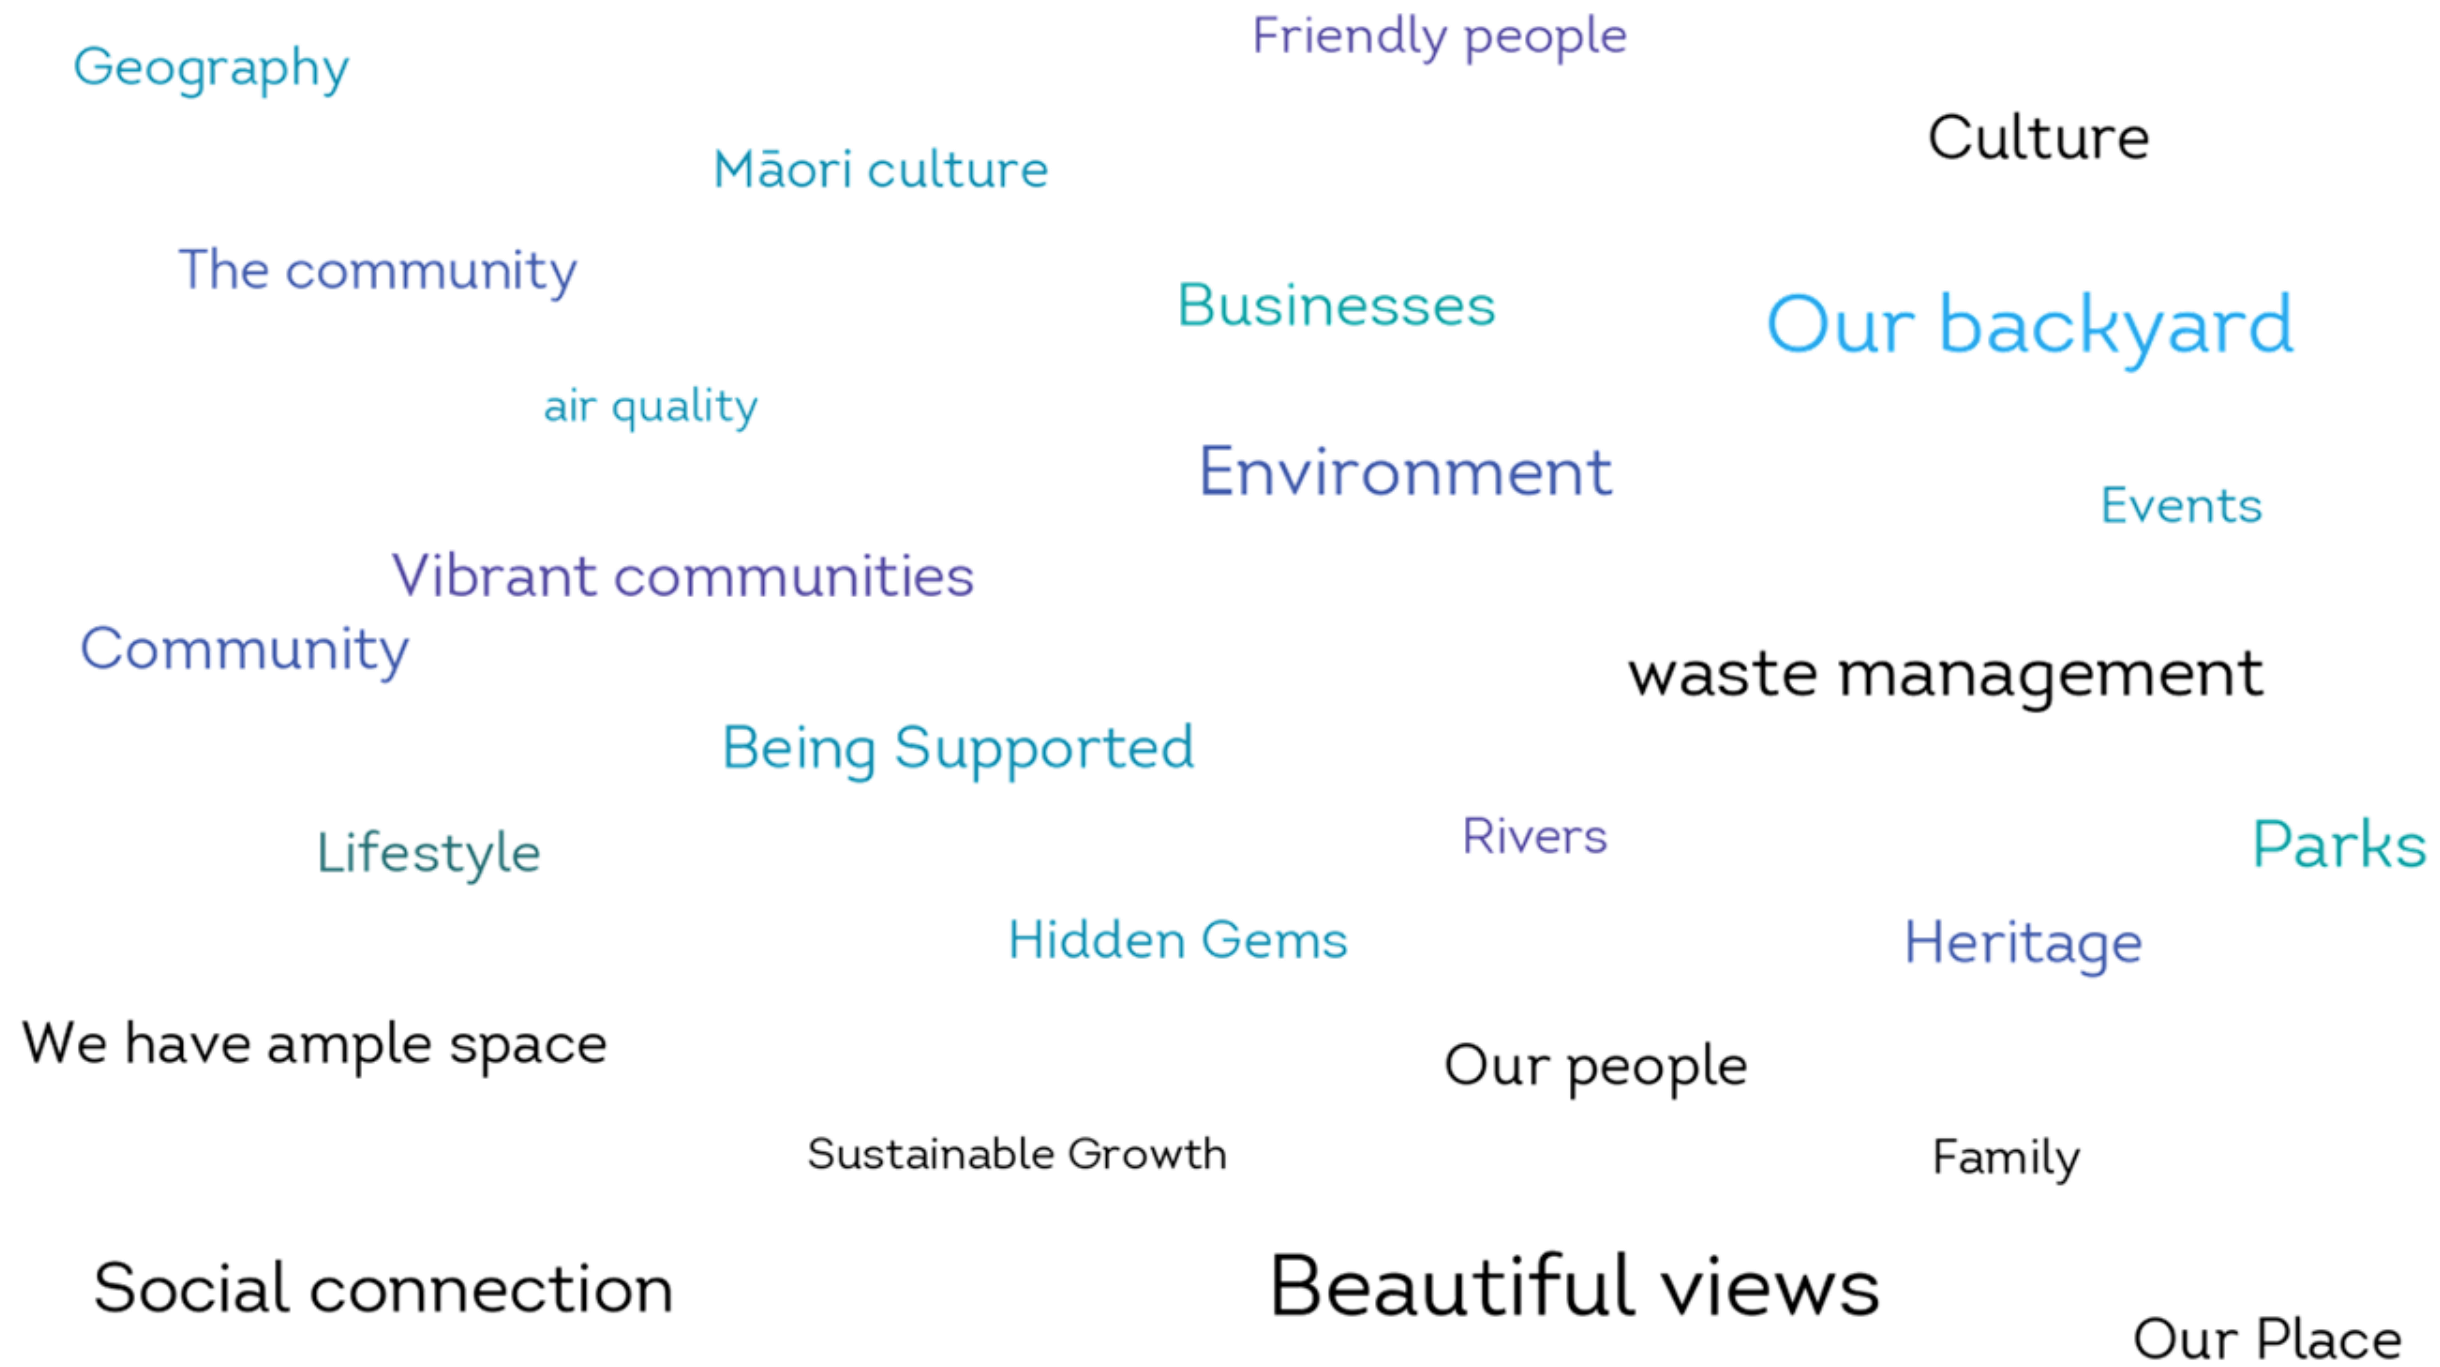 Friendly people
Geography
Culture
Māori culture
The community
Businesses
Our backyard
air quality
Environment
Events
Vibrant communities
Community
waste management
Being Supported
Rivers
Parks
Lifestyle
Hidden Gems
Heritage
We have ample space
Our people
Sustainable Growth
Family
Social connection
Beautiful views
Our Place